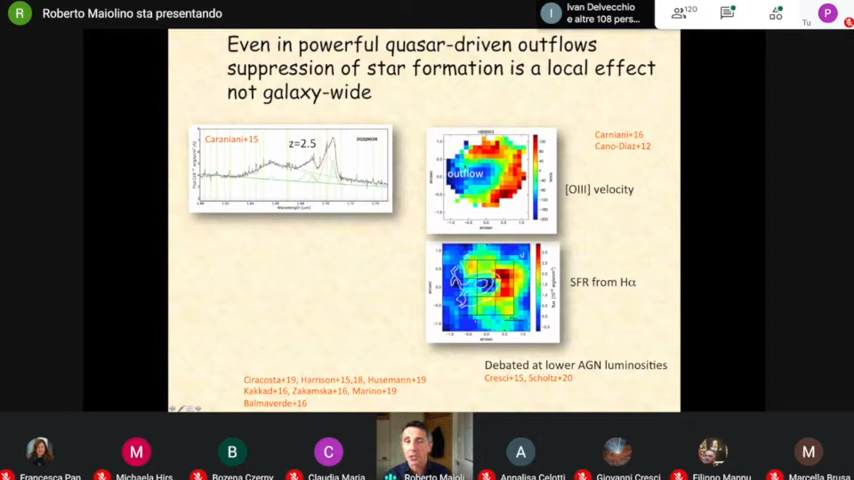 R Roberto Maiolino sta presentando
I
Ivan Delvecchio
e altre 108 pers...
120
P
Tu
Even in powerful quasar-driven outflows
suppression of star formation is a local effect
not galaxy-wide
Caraniani+15
z=2.5
outflow
Carniani+16
Cano-Diaz+12
[OIII] velocity
SFR from Hα
Debated at lower AGN luminosities
Cresci+15, Scholtz+20
Ciracosta+19, Harrison+15,18, Husemann+19
Kakkad+16, Zakamska+16, Marino+19
Balmaverde+16
M
B
C
A
M
Francesca Pan
Michaela Hirs
Bozena Czerny
Claudia Maria
Roberto Maioli
Annalisa Celotti
Giovanni Cresci
Filippo Mannu
Marcella Brusa